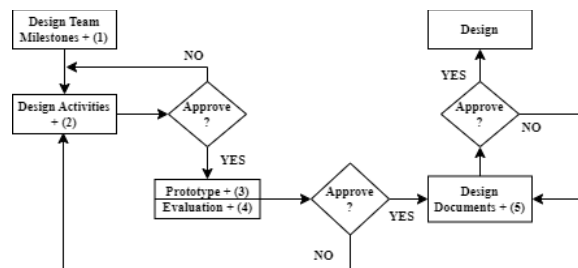 Design Team
Milestones + (1)
Design
NO
YES
Design Activities
+ (2)
Approve
?
Approve
?
NO
YES
Prototype + (3)
Evaluation + (4)
Approve
?
YES
Design
Documents + (5)
NO